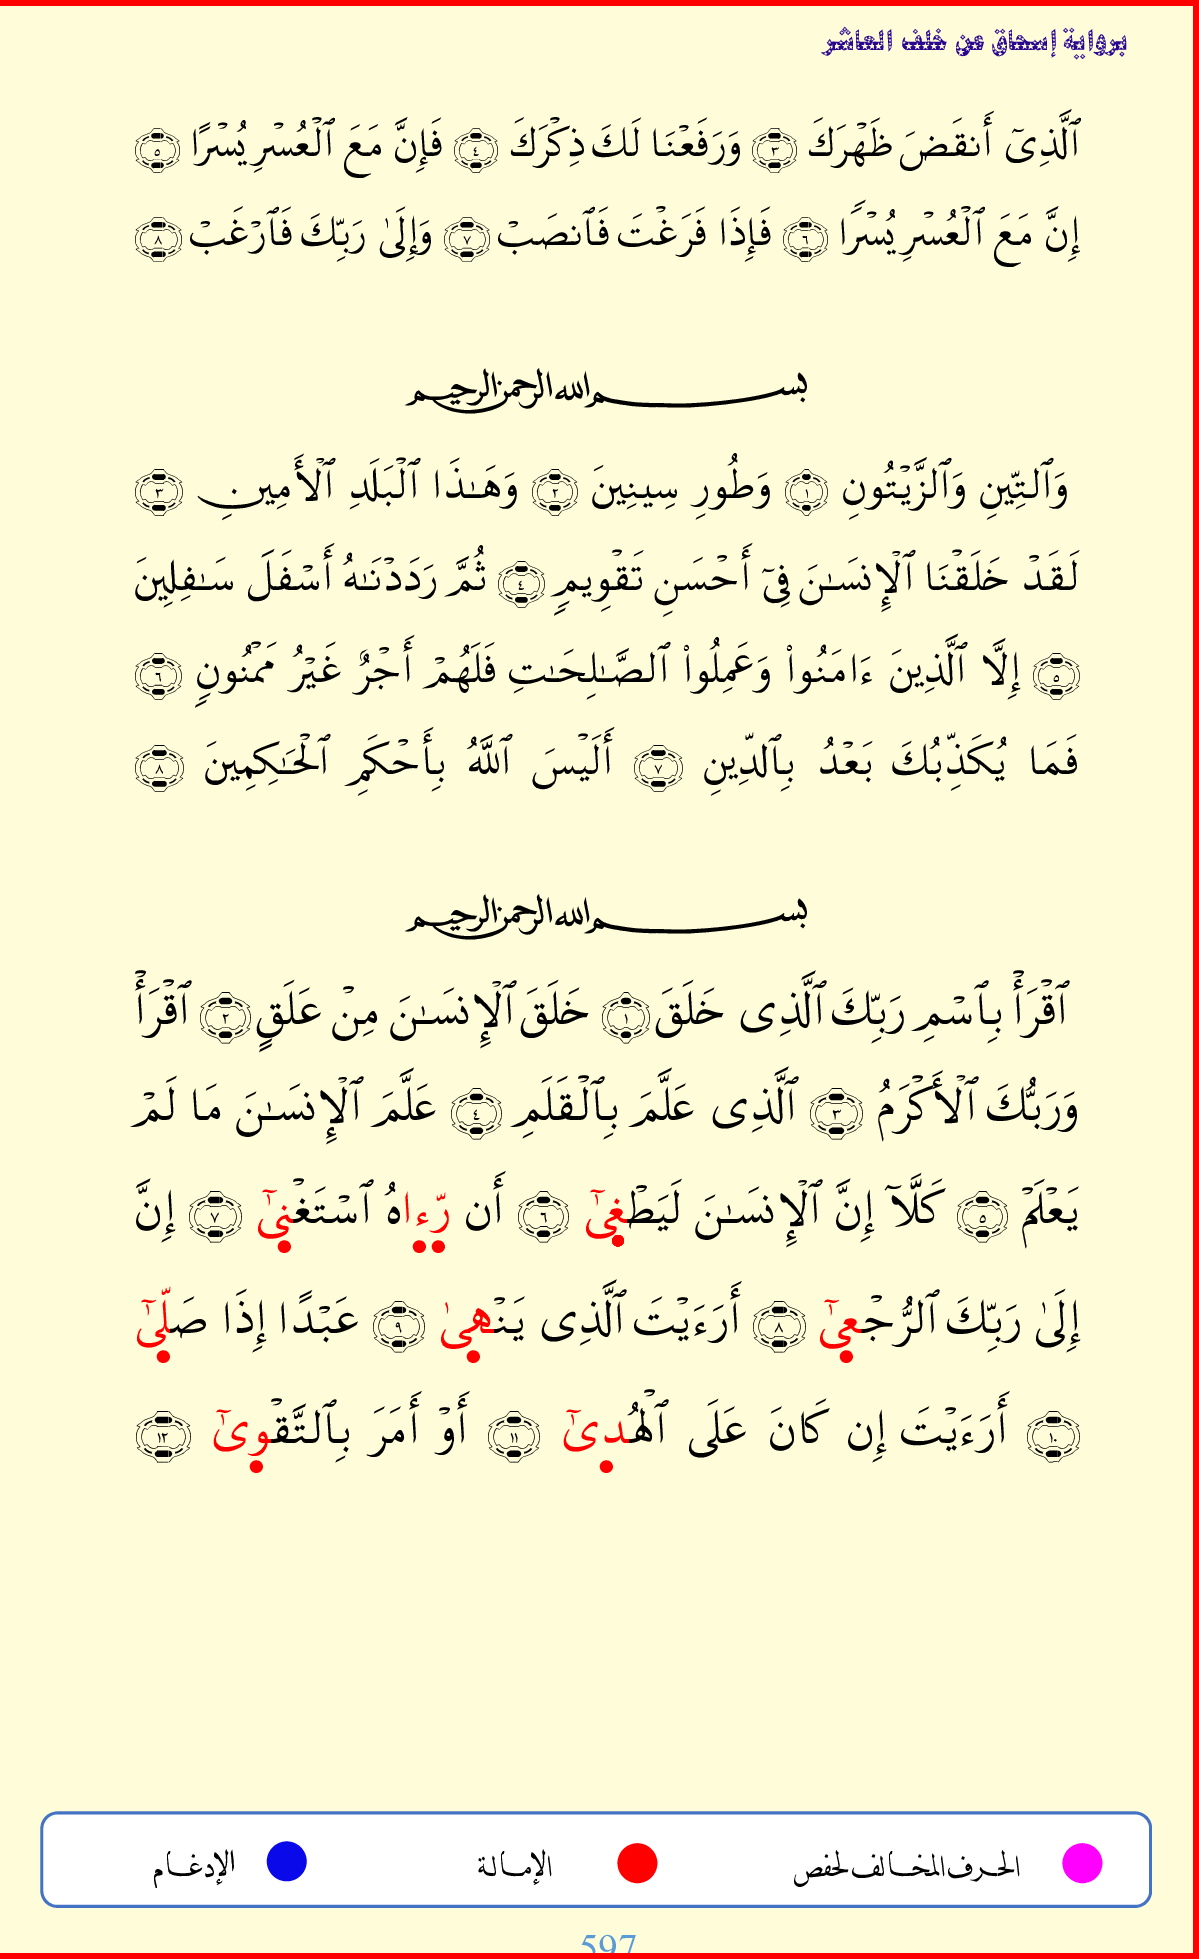 برواية إسحاق عن خلف العاشر
ٱلَّذِىٓ أَنقَضَ ظَهْرَكَ ٣ وَرَفَعْنَا لَكَ ذِكْرَكَ ٤ فَإِنَّ مَعَ ٱلْعُسْرِ يُسْرًا ٥
إِنَّ مَعَ ٱلْعُسْرِ يُسْرًا ٦ فَإِذَا فَرَغْتَ فَٱنصَبْ ٧ وَإِلَىٰ رَبِّكَ فَٱرْغَبْ ٨
بسم الله الرحمن الرحيم
وَٱلتِّينِ وَٱلزَّيْتُونِ ١ وَطُورِ سِينِينَ ٢ وَهَـٰذَا ٱلْبَلَدِ ٱلْأَمِينِ ٣
لَقَدْ خَلَقْنَا ٱلْإِنسَـٰنَ فِىٓ أَحْسَنِ تَقْوِيمٍ ٤ ثُمَّ رَدَدْنَـٰهُ أَسْفَلَ سَـٰفِلِينَ
٥ إِلَّا ٱلَّذِينَ ءَامَنُوا۟ وَعَمِلُوا۟ ٱلصَّـٰلِحَـٰتِ فَلَهُمْ أَجْرٌ غَيْرُ مَمْنُونٍ ٦
فَمَا يُكَذِّبُكَ بَعْدُ بِٱلدِّينِ ٧ أَلَيْسَ ٱللَّهُ بِأَحْكَمِ ٱلْحَـٰكِمِينَ ٨
بسم الله الرحمن الرحيم
ٱقْرَأْ بِٱسْمِ رَبِّكَ ٱلَّذِى خَلَقَ ١ خَلَقَ ٱلْإِنسَـٰنَ مِنْ عَلَقٍ ٢ ٱقْرَأْ
وَرَبُّكَ ٱلْأَكْرَمُ ٣ ٱلَّذِى عَلَّمَ بِٱلْقَلَمِ ٤ عَلَّمَ ٱلْإِنسَـٰنَ مَا لَمْ
يَعْلَمْ ٥ كَلَّآ إِنَّ ٱلْإِنسَـٰنَ لَيَطْغِىٰٓ ٦ أَن رِّءِاهُ ٱسْتَغْنِىٰٓ ٧ إِنَّ
إِلَىٰ رَبِّكَ ٱلرُّجْعِىٰٓ ٨ أَرَءَيْتَ ٱلَّذِى يَنْهِىٰ ٩ عَبْدًا إِذَا صَلِّىٰٓ
١٠ أَرَءَيْتَ إِن كَانَ عَلَى ٱلْهُدِىٰٓ ١١ أَوْ أَمَرَ بِٱلتَّقْوِىٰٓ ١٢
الحرف المخالف لحفص الإمالة الإدغام
597